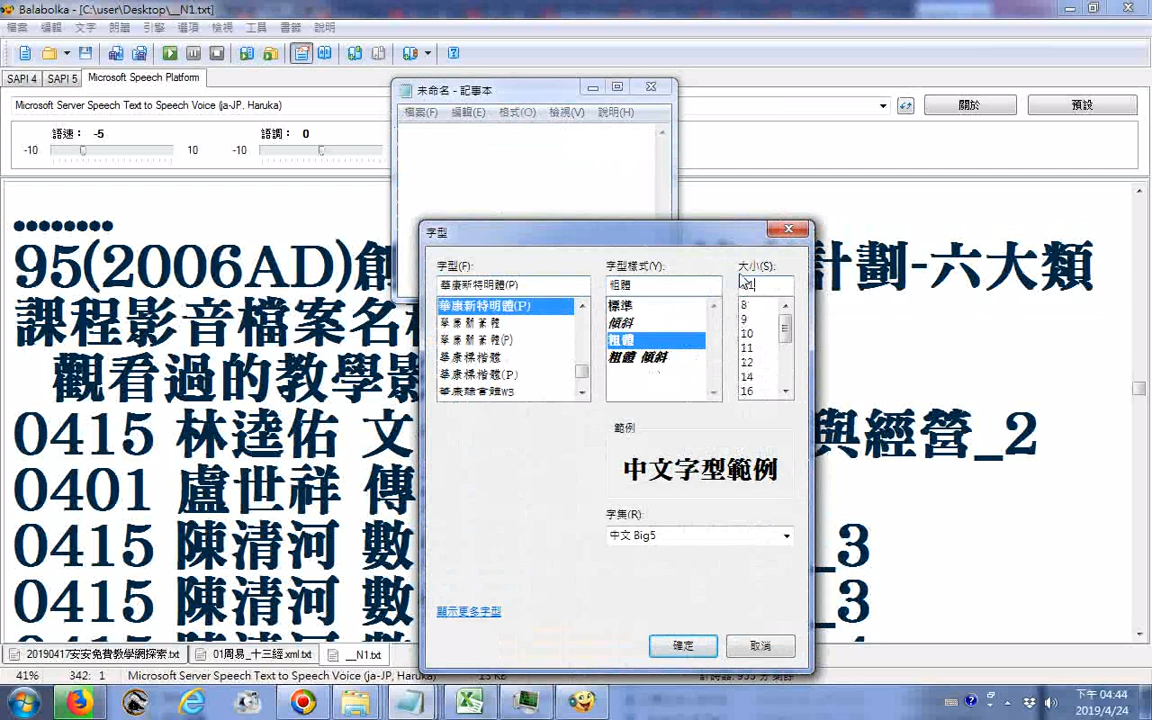 Balabolka - [C:\user\Desktop\__N1.txt]
檔案 編輯 文字 朗讀 引擎 選項 檢視 工具 書籤 說明
SAPI 4 SAPI 5 Microsoft Speech Platform
Microsoft Server Speech Text to Speech Voice (ja-JP, Haruka)
關於 預設
語速： -5 語調： 0
-10 10 -10
未命名 - 記事本
檔案(F) 編輯(E) 格式(O) 檢視(V) 說明(H)
••••••••
95(2006AD)創
計劃-六大類
課程影音檔案名稱
觀看過的教學影
0415 林逵佑 文
與經營_2
0401 盧世祥 傳
0415 陳清河 數
_3
0415 陳清河 數
_3
字型
字型(F): 字型樣式(Y): 大小(S):
華康新特明體(P) 粗體
華康新特明體(P) 標準 8
華康新篆體 傾斜 9
華康新篆體(P) 粗體 10
華康標楷體 粗體 傾斜 11
華康標楷體(P) 12
14
16
範例
中文字型範例
字集(R):
中文 Big5
顯示更多字型
確定 取消
20190417安安免費教學網探索.txt 01周易_十三經.xml.txt __N1.txt
41% 342: 1 Microsoft Server Speech Text to Speech Voice (ja-JP, Haruka)
下午 04:44
2019/4/24